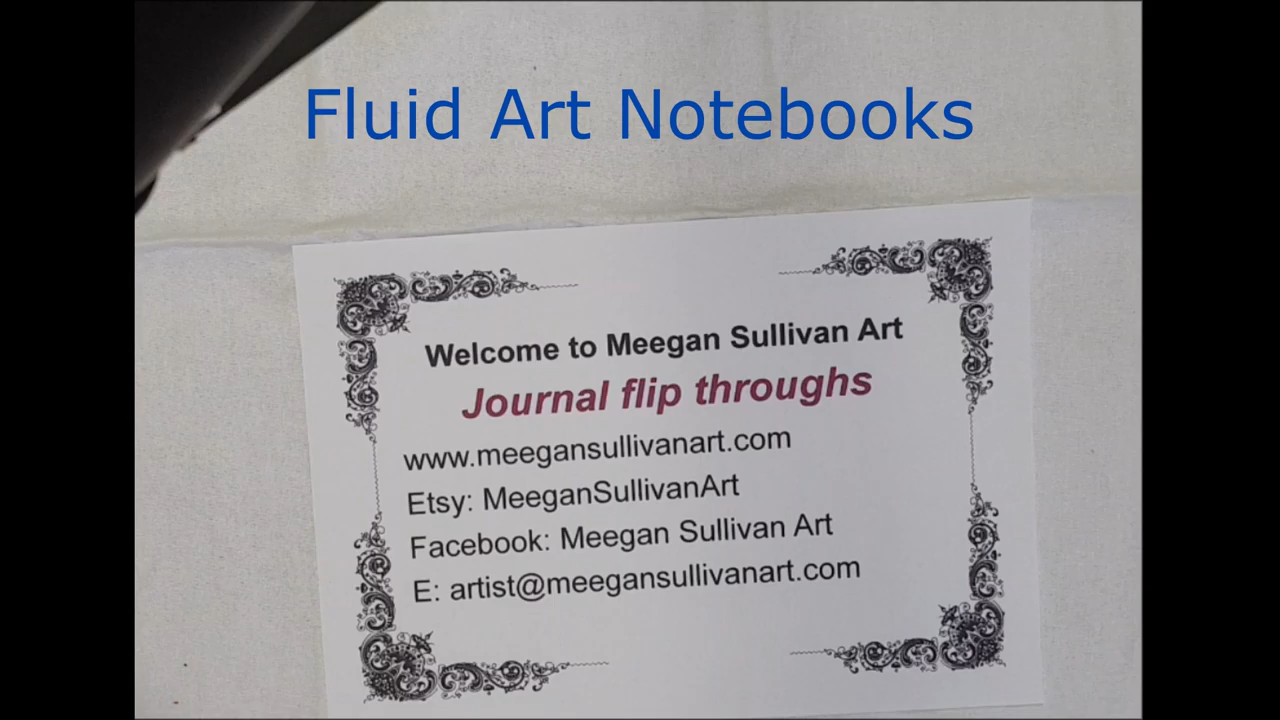 Fluid Art Notebooks
Welcome to Meegan Sullivan Art
Journal flip throughs
www.meegansullivanart.com
Etsy: MeeganSullivanArt
Facebook: Meegan Sullivan Art
E: artist@meegansullivanart.com